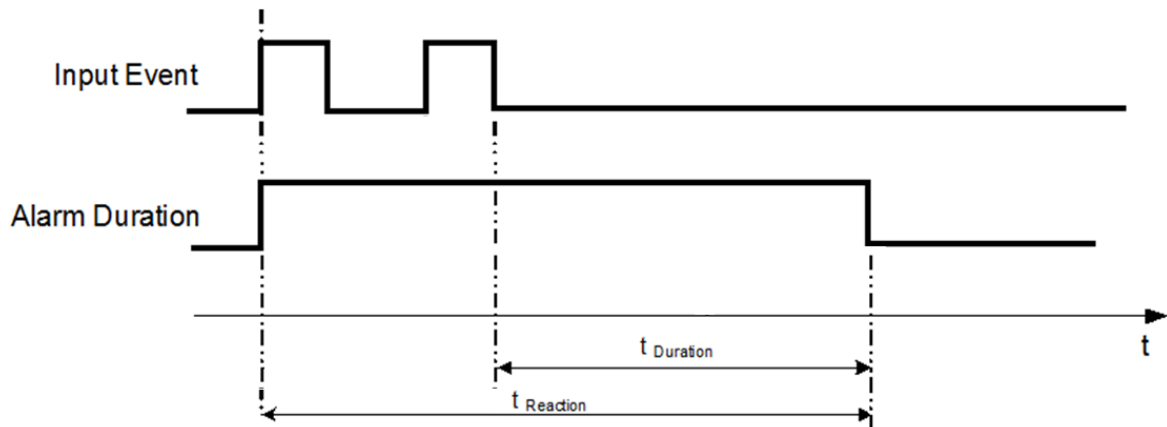 Input Event
Alarm Duration
t
t Duration
t Reaction